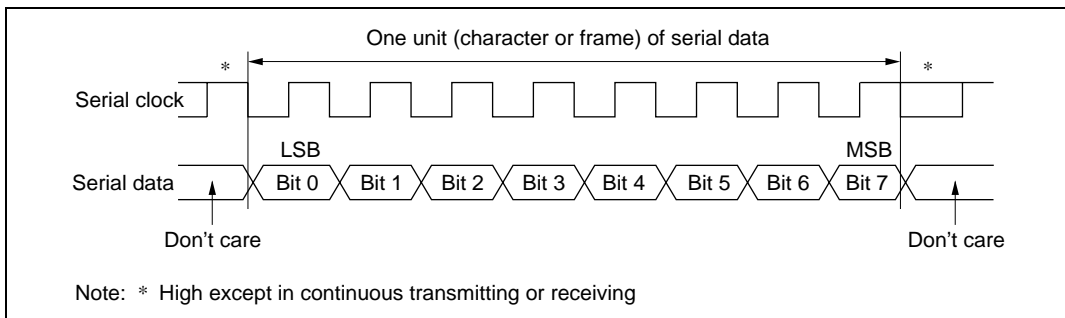 One unit (character or frame) of serial data
* *
Serial clock
LSB MSB
Serial data Bit 0 Bit 1 Bit 2 Bit 3 Bit 4 Bit 5 Bit 6 Bit 7
Don't care Don't care
Note: * High except in continuous transmitting or receiving